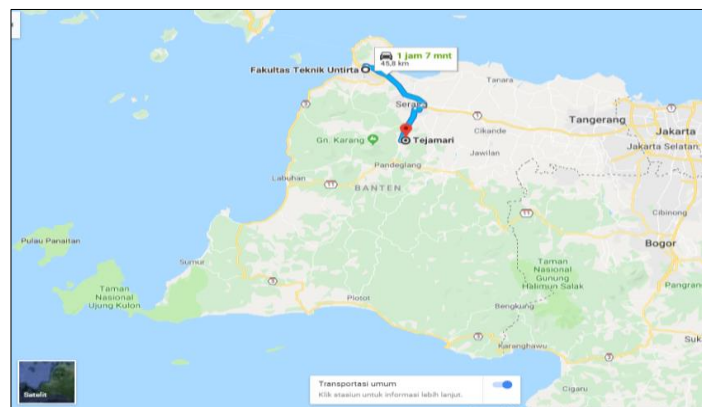 1 jam 7 mnt
45,8 km
Fakultas Teknik Untirta
Tanara
Serang
Tangerang
Jakarta
Cikande
Jakarta Selatan
Gn. Karang
Tejamari
Jawilan
Pandeglang
Labuhan
BANTEN
Cibinong
Pulau Panaitan
Bogor
Sumur
Taman
Nasional
Ujung Kulon
Taman
Nasional
Gunung
Halimun Salak
Pangran
Bengkung
Karanghawu
Suk
Cigaru
Satelit
Transportasi umum
Klik stasiun untuk informasi lebih lanjut.